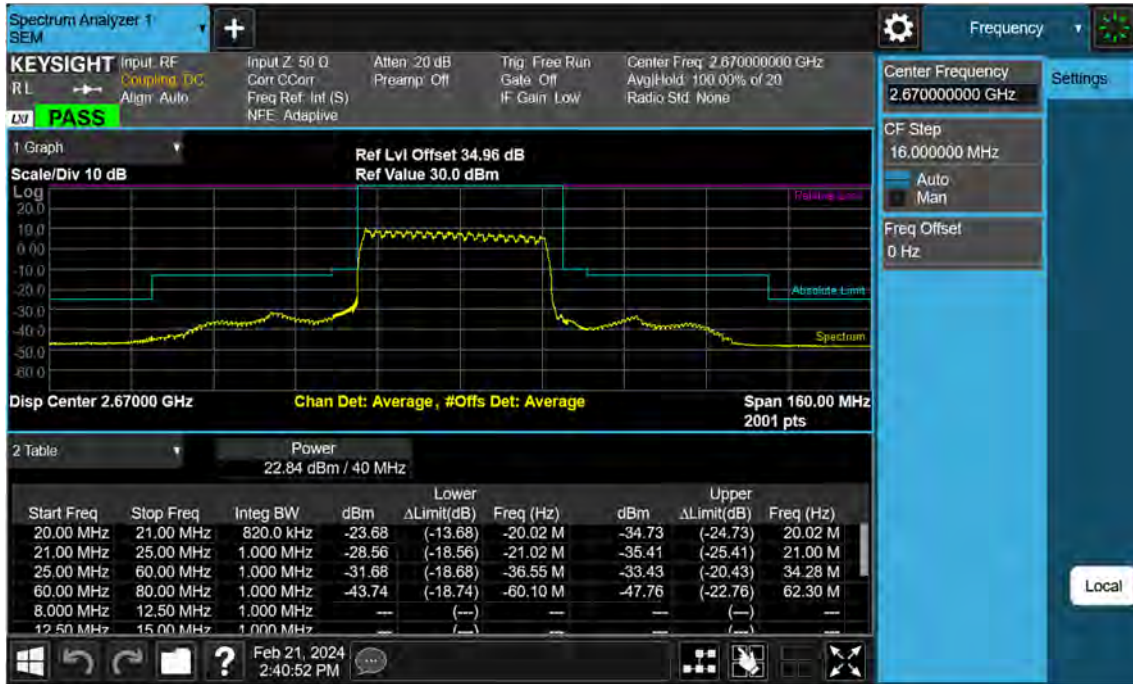 Spectrum Analyzer 1
SEM
Frequency
KEYSIGHT
RL
LXI
PASS
Input: RF
Coupling: DC
Align: Auto
Input Z: 50 Ω
Corr CCorr
Freq Ref: Int (S)
NFE: Adaptive
Atten: 20 dB
Preamp: Off
Trig: Free Run
Gate: Off
IF Gain: Low
Center Freq: 2.670000000 GHz
Avg|Hold: 100.00% of 20
Radio Std: None
Center Frequency
2.670000000 GHz
Settings
CF Step
16.000000 MHz
Auto
Man
Freq Offset
0 Hz
1 Graph
Scale/Div 10 dB
Ref Lvl Offset 34.96 dB
Ref Value 30.0 dBm
Log
20.0
10.0
0.00
-10.0
-20.0
-30.0
-40.0
-50.0
-60.0
Relative Limit
Absolute Limit
Spectrum
Disp Center 2.67000 GHz
Chan Det: Average, #Offs Det: Average
Span 160.00 MHz
2001 pts
2 Table
Power
22.84 dBm / 40 MHz
Lower Upper
Start Freq Stop Freq Integ BW dBm ΔLimit(dB) Freq (Hz) dBm ΔLimit(dB) Freq (Hz)
20.00 MHz 21.00 MHz 820.0 kHz -23.68 (-13.68) -20.02 M -34.73 (-24.73) 20.02 M
21.00 MHz 25.00 MHz 1.000 MHz -28.56 (-18.56) -21.02 M -35.41 (-25.41) 21.00 M
25.00 MHz 60.00 MHz 1.000 MHz -31.68 (-18.68) -36.55 M -33.43 (-20.43) 34.28 M
60.00 MHz 80.00 MHz 1.000 MHz -43.74 (-18.74) -60.10 M -47.76 (-22.76) 62.30 M
8.000 MHz 12.50 MHz 1.000 MHz --- (---) --- --- (---) ---
12.50 MHz 15.00 MHz 1.000 MHz --- (---) --- --- (---) ---
Local
?
Feb 21, 2024
2:40:52 PM